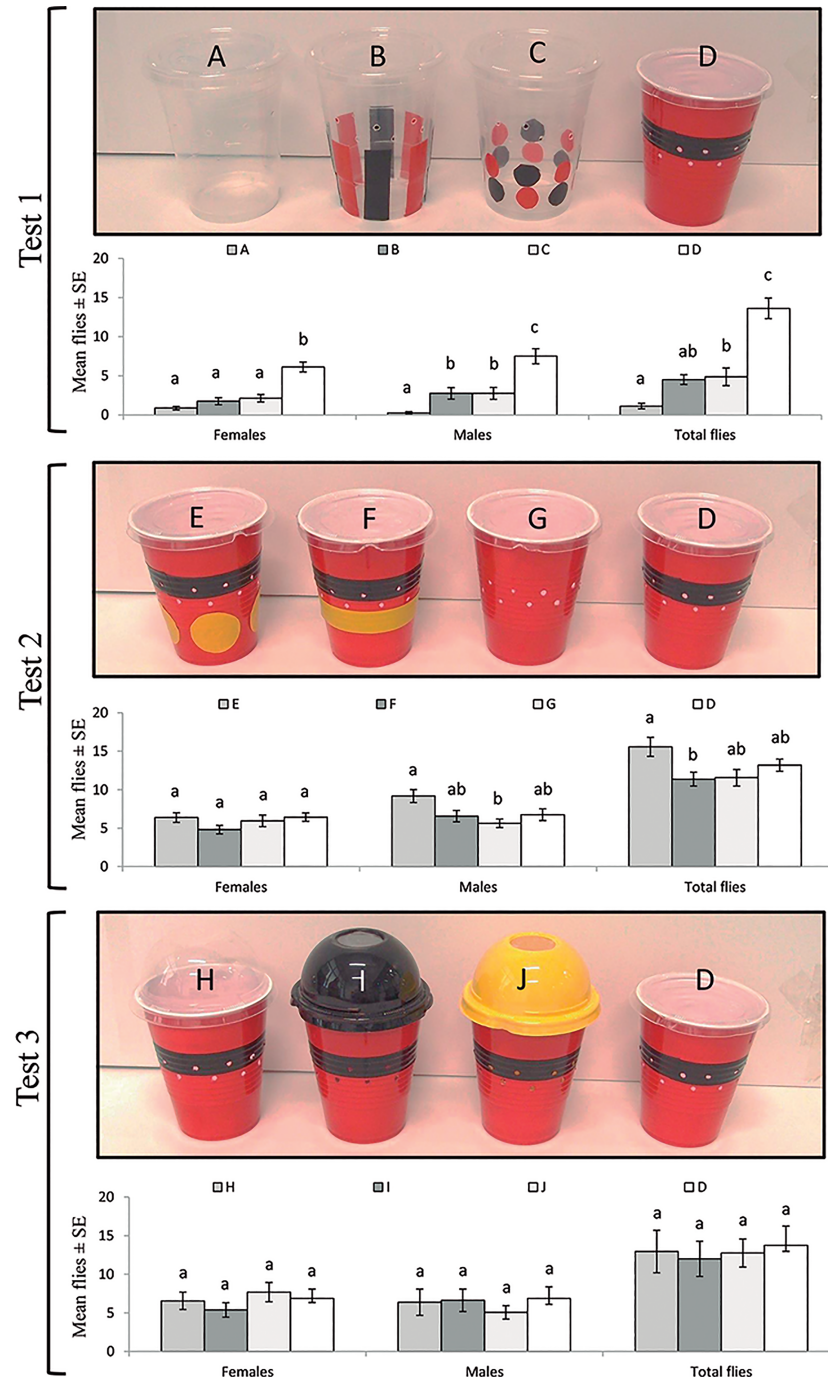 Test 1
A B C D
A B C D
Mean flies ± SE
20
15
10
5
0
a a a b
a b b c
a ab b c
Females Males Total flies
Test 2
E F G D
E F G D
Mean flies ± SE
20
15
10
5
0
a a a a
a ab b ab
a b ab ab
Females Males Total flies
Test 3
H I J D
H I J D
Mean flies ± SE
20
15
10
5
0
a a a a
a a a a
a a a a
Females Males Total flies